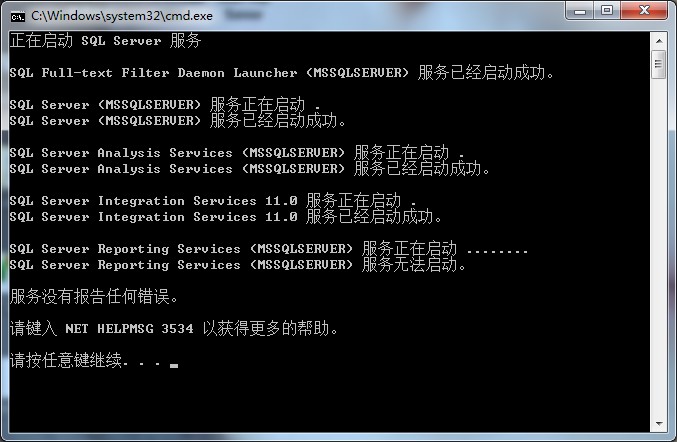 C:\Windows\system32\cmd.exe
正在启动 SQL Server 服务
SQL Full-text Filter Daemon Launcher (MSSQLSERVER) 服务已经启动成功。
SQL Server (MSSQLSERVER) 服务正在启动 .
SQL Server (MSSQLSERVER) 服务已经启动成功。
SQL Server Analysis Services (MSSQLSERVER) 服务正在启动 .
SQL Server Analysis Services (MSSQLSERVER) 服务已经启动成功。
SQL Server Integration Services 11.0 服务正在启动 .
SQL Server Integration Services 11.0 服务已经启动成功。
SQL Server Reporting Services (MSSQLSERVER) 服务正在启动 ........
SQL Server Reporting Services (MSSQLSERVER) 服务无法启动。
服务没有报告任何错误。
请键入 NET HELPMSG 3534 以获得更多的帮助。
请按任意键继续. . .